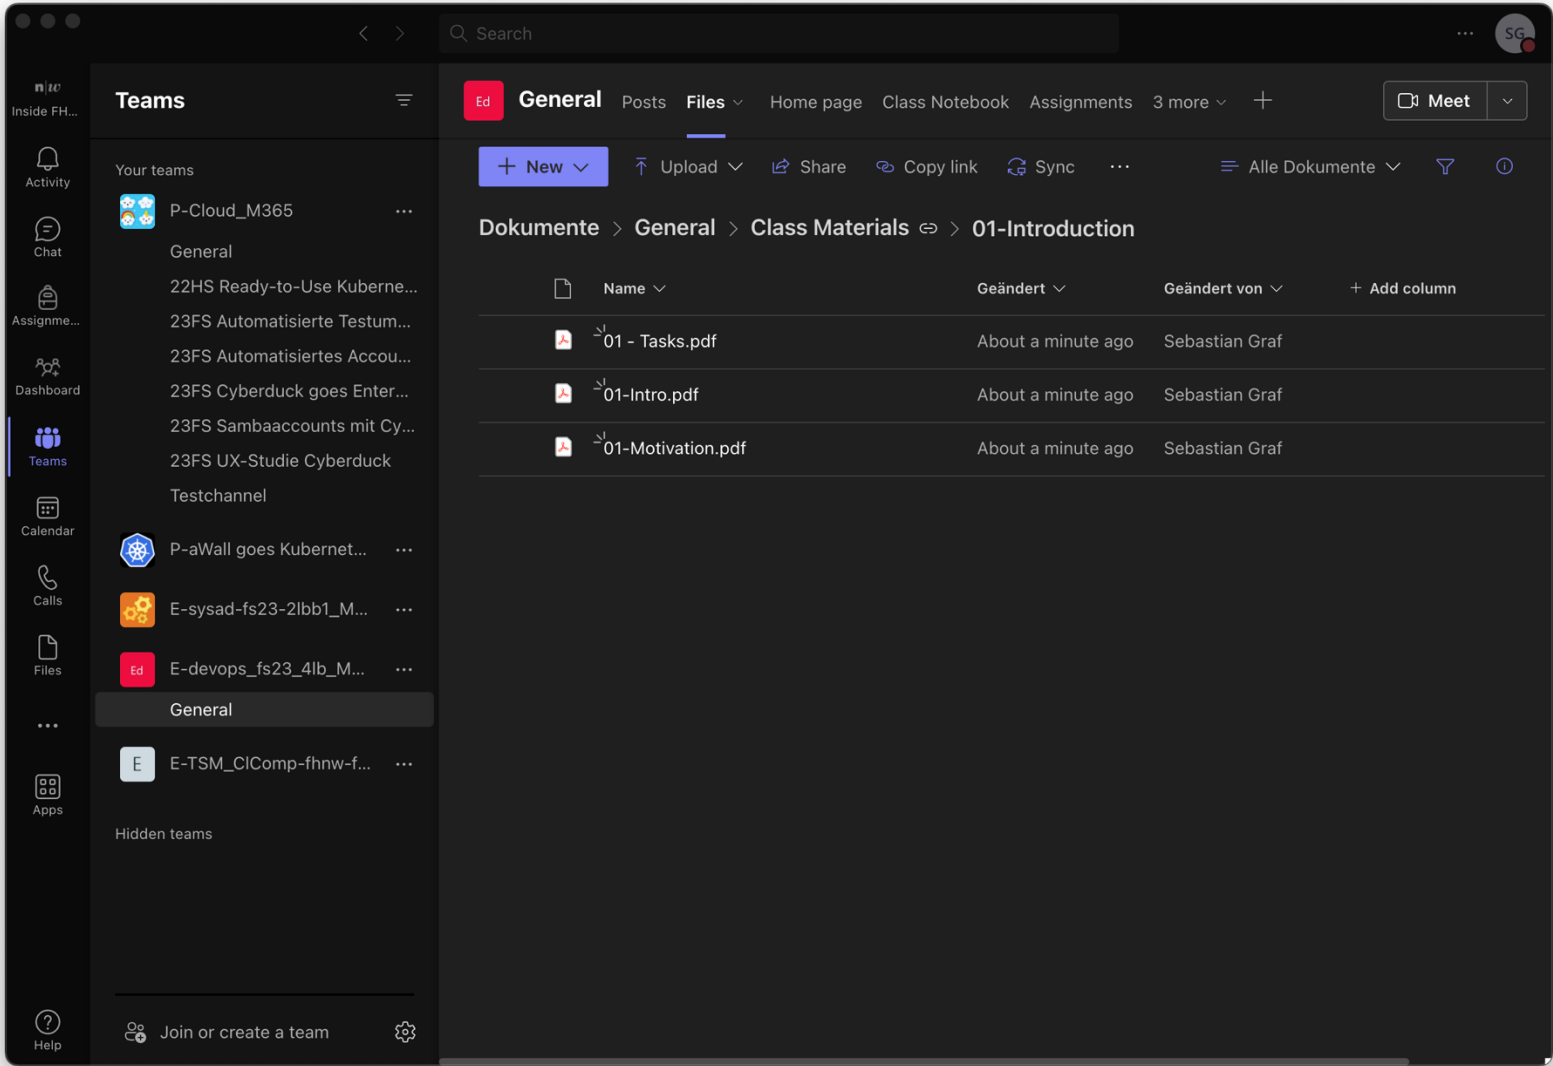 Search
SG
n|w
Inside FH...
Activity
Chat
Assignme...
Dashboard
Teams
Calendar
Calls
Files
Apps
Help
Teams
Your teams
P-Cloud_M365
General
22HS Ready-to-Use Kuberne...
23FS Automatisierte Testum...
23FS Automatisiertes Accou...
23FS Cyberduck goes Enter...
23FS Sambaaccounts mit Cy...
23FS UX-Studie Cyberduck
Testchannel
P-aWall goes Kubernet...
E-sysad-fs23-2lbb1_M...
Ed E-devops_fs23_4lb_M...
General
E E-TSM_ClComp-fhnw-f...
Hidden teams
Join or create a team
Ed General Posts Files Home page Class Notebook Assignments 3 more Meet
New Upload Share Copy link Sync Alle Dokumente
Dokumente > General > Class Materials > 01-Introduction
Name Geändert Geändert von + Add column
01 - Tasks.pdf About a minute ago Sebastian Graf
01-Intro.pdf About a minute ago Sebastian Graf
01-Motivation.pdf About a minute ago Sebastian Graf